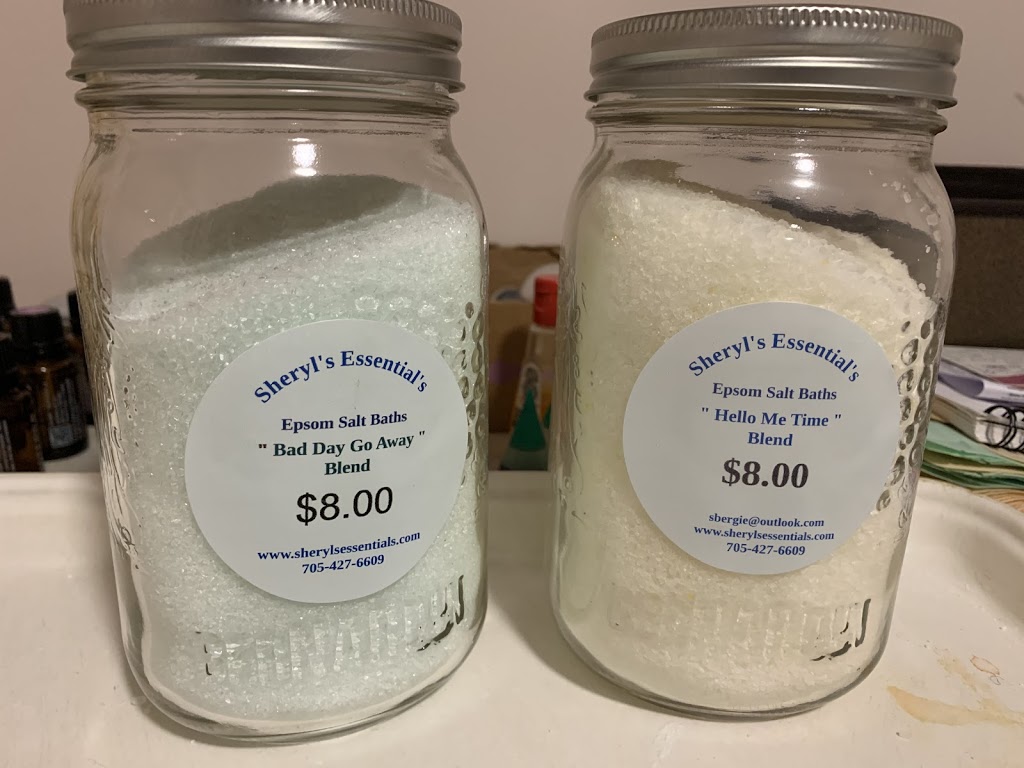 Sheryl's Essential's
Epsom Salt Baths
" Bad Day Go Away "
Blend
$8.00
www.sherylsessentials.com
705-427-6609
Sheryl's Essential's
Epsom Salt Baths
" Hello Me Time "
Blend
$8.00
sbergie@outlook.com
www.sherylsessentials.com
705-427-6609